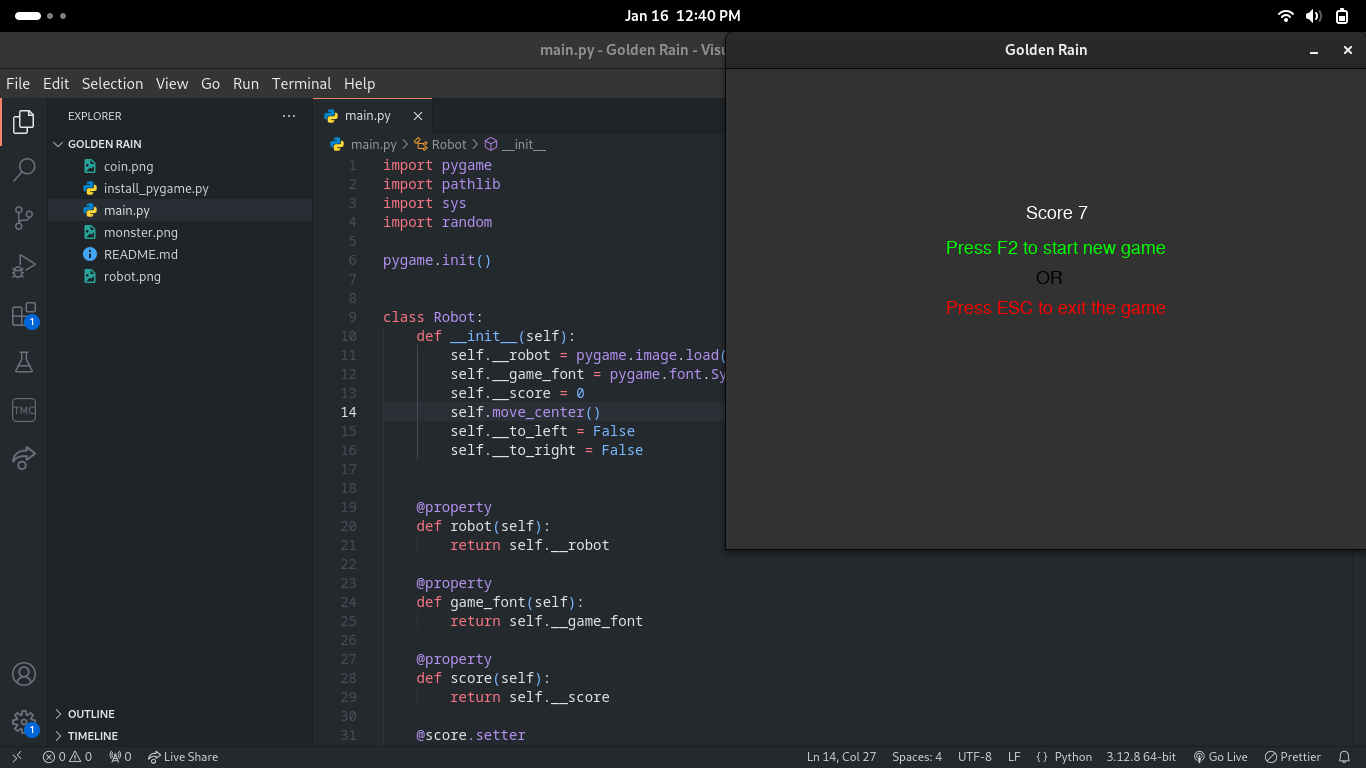 Jan 16 12:40 PM
main.py - Golden Rain - Visu
Golden Rain
File Edit Selection View Go Run Terminal Help
EXPLORER
GOLDEN RAIN
coin.png
install_pygame.py
main.py
monster.png
README.md
robot.png
OUTLINE
TIMELINE
TMC
1
1
main.py
main.py > Robot > __init__
1 import pygame
2 import pathlib
3 import sys
4 import random
5
6 pygame.init()
7
8
9 class Robot:
10 def __init__(self):
11 self.__robot = pygame.image.load(
12 self.__game_font = pygame.font.Sy
13 self.__score = 0
14 self.move_center()
15 self.__to_left = False
16 self.__to_right = False
17
18
19 @property
20 def robot(self):
21 return self.__robot
22
23 @property
24 def game_font(self):
25 return self.__game_font
26
27 @property
28 def score(self):
29 return self.__score
30
31 @score.setter
Score 7
Press F2 to start new game
OR
Press ESC to exit the game
0 0 0 Live Share Ln 14, Col 27 Spaces: 4 UTF-8 LF { } Python 3.12.8 64-bit Go Live Prettier